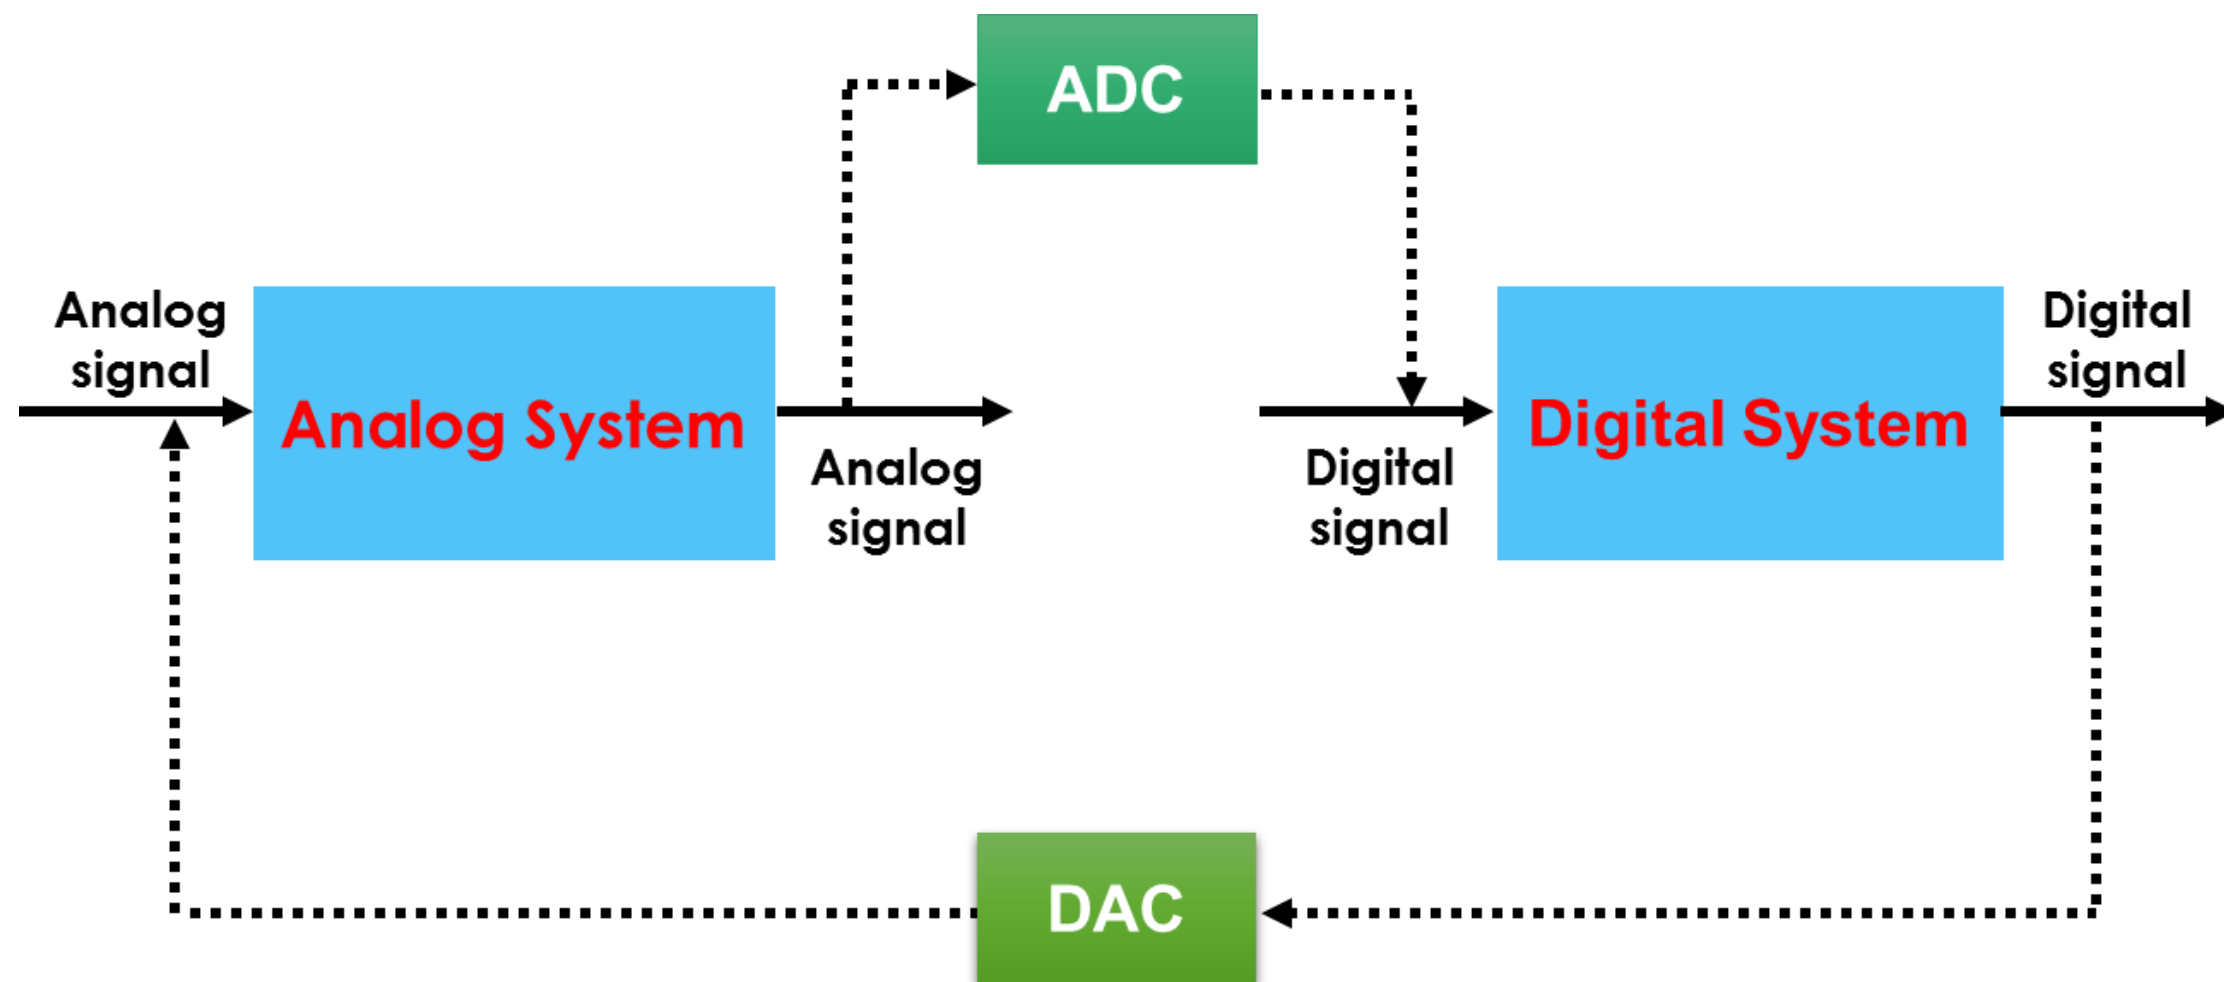 ADC
Analog
signal
Analog System
Analog
signal
Digital
signal
Digital System
Digital
signal
DAC